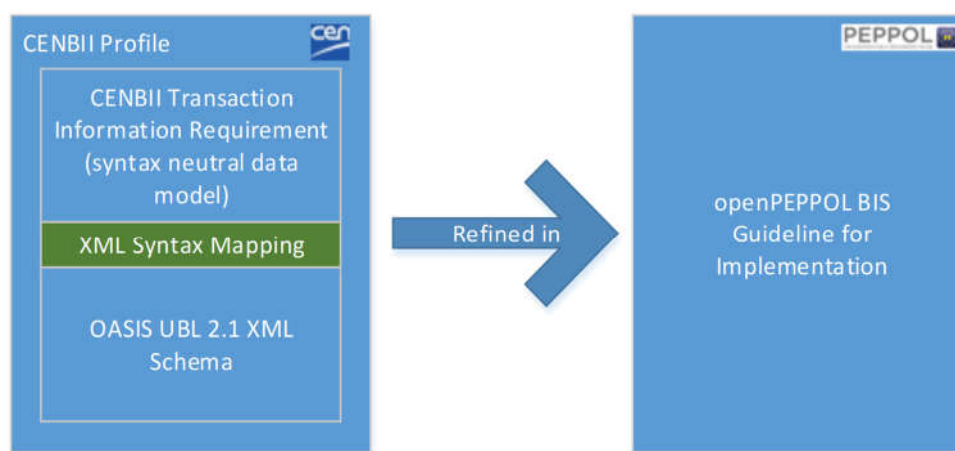 CENBII Profile
cen
CENBII Transaction
Information Requirement
(syntax neutral data
model)
XML Syntax Mapping
OASIS UBL 2.1 XML
Schema
Refined in
PEPPOL
openPEPPOL BIS
Guideline for
Implementation